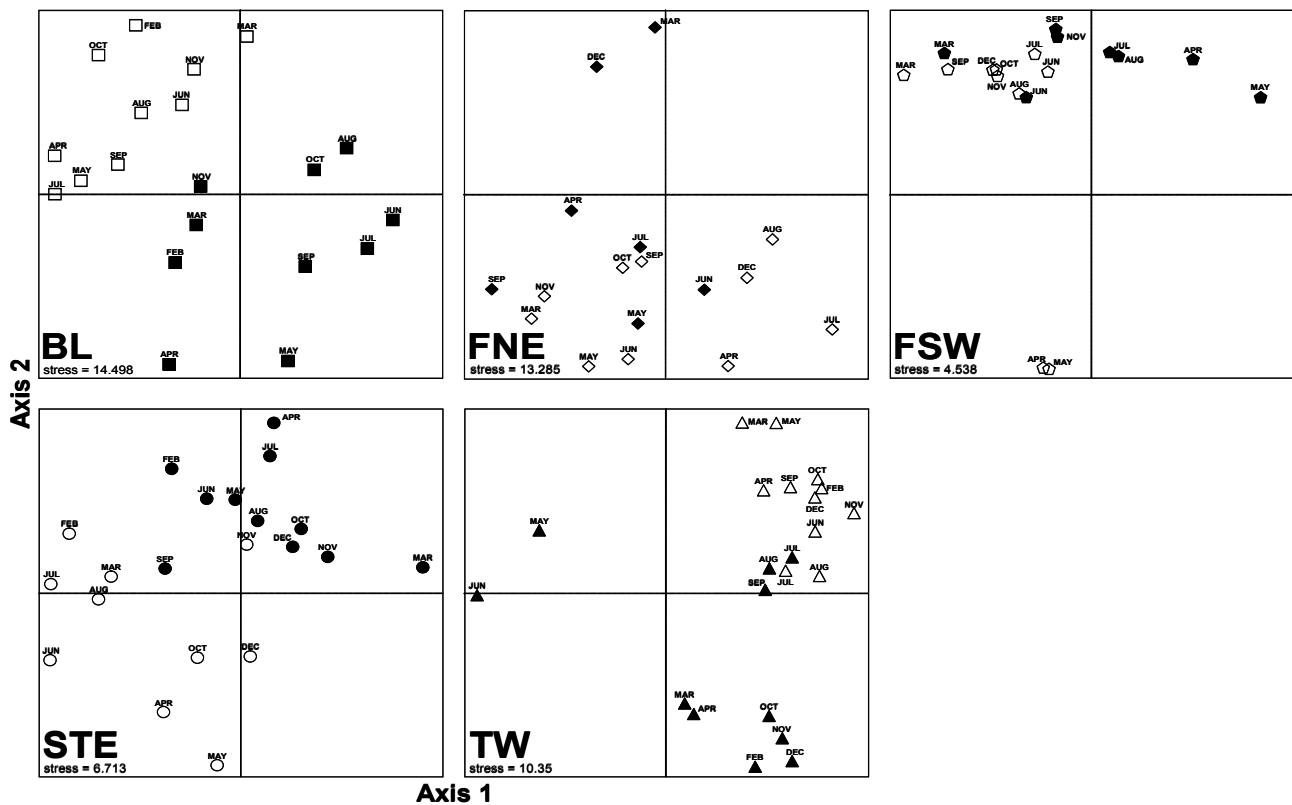 FEB
OCT
NOV
JUN
AUG
APR
SEP
MAY
JUL
MAR
AUG
OCT
NOV
MAR
FEB
JUN
JUL
SEP
APR
MAY
BL
stress = 14.498
MAR
DEC
APR
JUL
SEP
OCT
AUG
DEC
JUN
SEP
NOV
MAR
MAY
JUL
JUN
MAY
APR
FNE
stress = 13.285
SEP
NOV
MAR
MAR
SEP
DEC
OCT
NOV
JUL
JUN
AUG
JUN
JUL
AUG
APR
MAY
APR
MAY
FSW
stress = 4.538
Axis 2
APR
JUL
FEB
JUN
MAY
AUG
OCT
FEB
NOV
DEC
NOV
MAR
SEP
JUL
MAR
AUG
JUN
OCT
DEC
APR
MAY
STE
stress = 6.713
MAR
MAY
OCT
APR
SEP
FEB
DEC
NOV
MAY
JUN
JUL
AUG
SEP
JUL
AUG
JUN
MAR
APR
OCT
NOV
FEB
DEC
TW
stress = 10.35
Axis 1